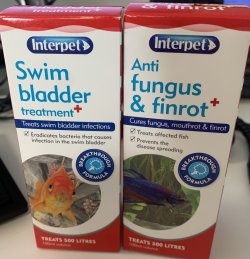 Interpet
Swim
bladder
treatment+
Treats swim bladder infections
Eradicates bacteria that causes
infection in the swim bladder
BREAKTHROUGH
FORMULA
TREATS 500 LITRES
Interpet
Anti
fungus
& finrot+
Cures fungus, mouthrot & finrot
Treats affected fish
Prevents the
disease spreading
BREAKTHROUGH
FORMULA
TREATS 500 LITRES